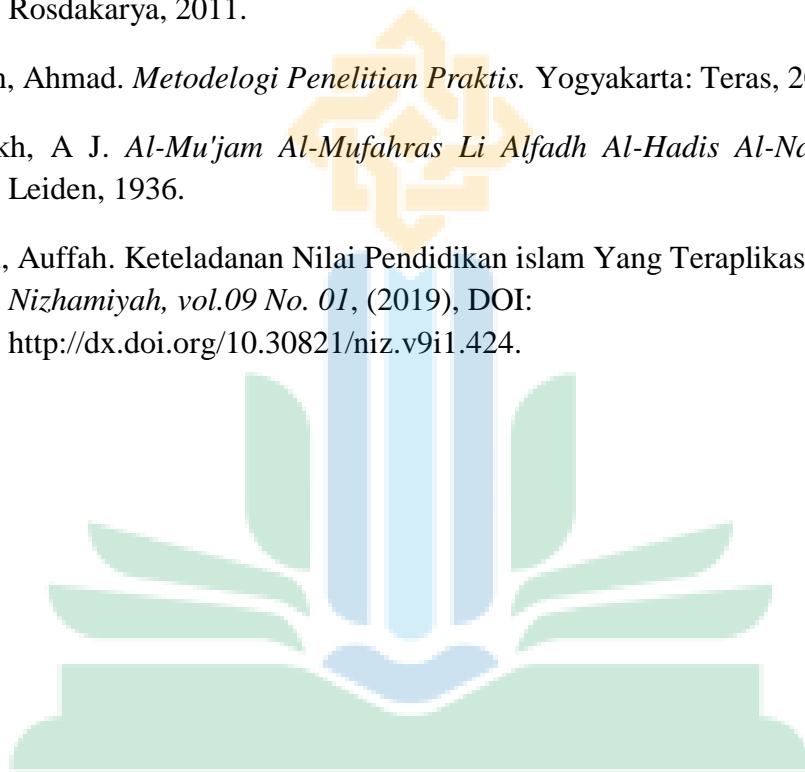 Rosdakarya, 2011.
n, Ahmad. Metodelogi Penelitian Praktis. Yogyakarta: Teras, 20
kh, A J. Al-Mu'jam Al-Mufahras Li Alfadh Al-Hadis Al-Na
Leiden, 1936.
, Auffah. Keteladanan Nilai Pendidikan islam Yang Teraplikas
Nizhamiyah, vol.09 No. 01, (2019), DOI:
http://dx.doi.org/10.30821/niz.v9i1.424.